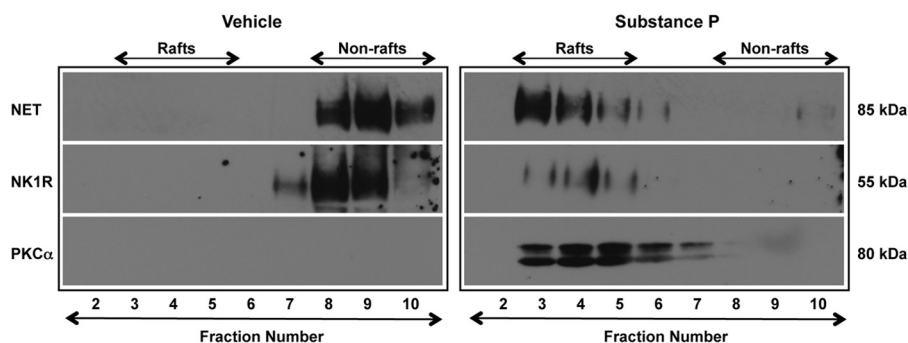 Vehicle Substance P
Rafts Non-rafts Rafts Non-rafts
NET 85 kDa
NK1R 55 kDa
PKCα 80 kDa
2 3 4 5 6 7 8 9 10 2 3 4 5 6 7 8 9 10
Fraction Number Fraction Number